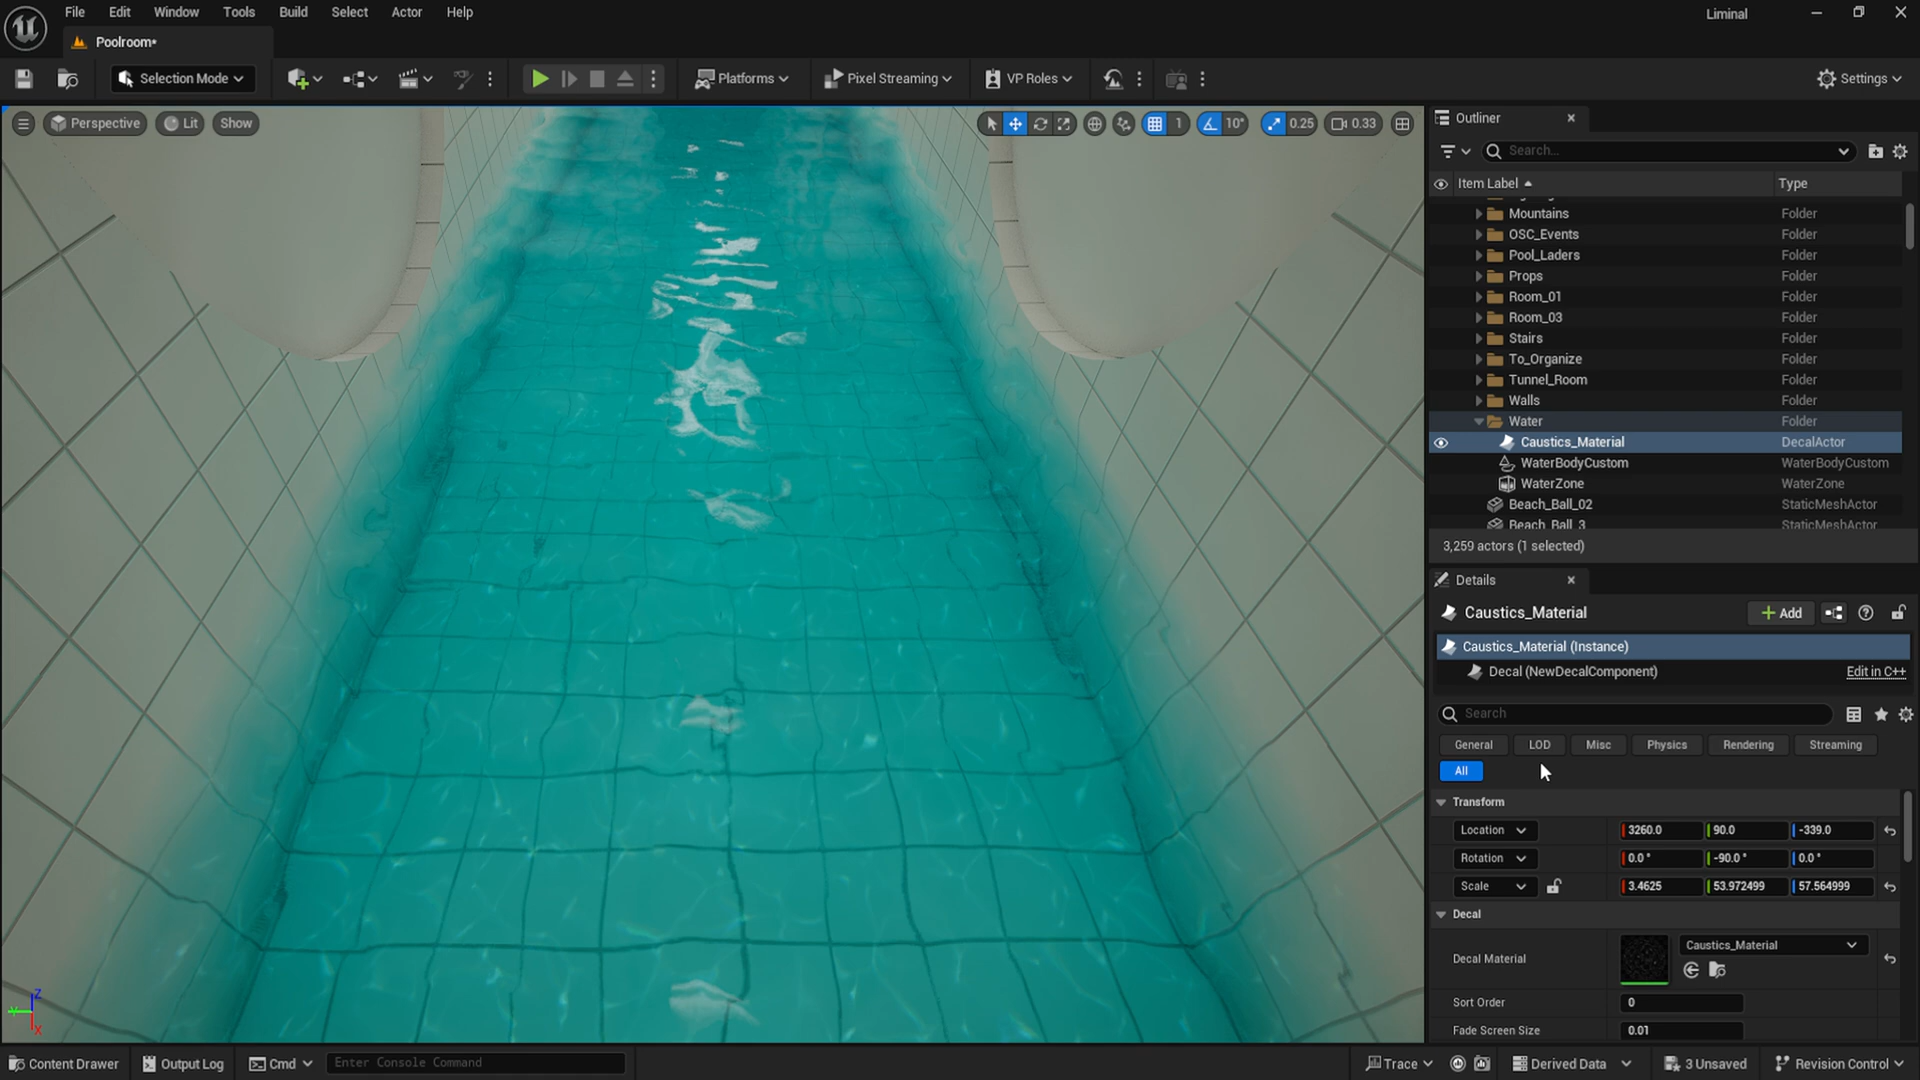 File Edit Window Tools Build Select Actor Help
Liminal
Poolroom*
Selection Mode
Platforms
Pixel Streaming
VP Roles
Settings
Perspective Lit Show
1 10° 0.25 0.33
Outliner
Search...
Item Label Type
Mountains Folder
OSC_Events Folder
Pool_Laders Folder
Props Folder
Room_01 Folder
Room_03 Folder
Stairs Folder
To_Organize Folder
Tunnel_Room Folder
Walls Folder
Water Folder
Caustics_Material DecalActor
WaterBodyCustom WaterBodyCustom
WaterZone WaterZone
Beach_Ball_02 StaticMeshActor
Beach_Ball_3 StaticMeshActor
3,259 actors (1 selected)
Details
Caustics_Material
Add
Caustics_Material (Instance)
Decal (NewDecalComponent) Edit in C++
Search
General LOD Misc Physics Rendering Streaming
All
Transform
Location 3260.0 90.0 -339.0
Rotation 0.0° -90.0° 0.0°
Scale 3.4625 53.972499 57.564999
Decal
Decal Material Caustics_Material
Sort Order 0
Fade Screen Size 0.01
Z
Y
X
Content Drawer Output Log Cmd Enter Console Command Trace Derived Data 3 Unsaved Revision Control